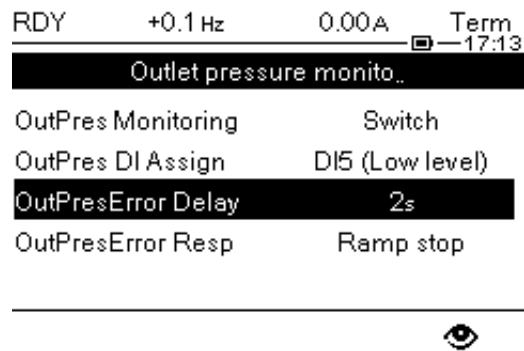 RDY +0.1 Hz 0.00A Term
17:13
Outlet pressure monito..
OutPres Monitoring Switch
OutPres DI Assign DI5 (Low level)
OutPresError Delay 2s
OutPresError Resp Ramp stop